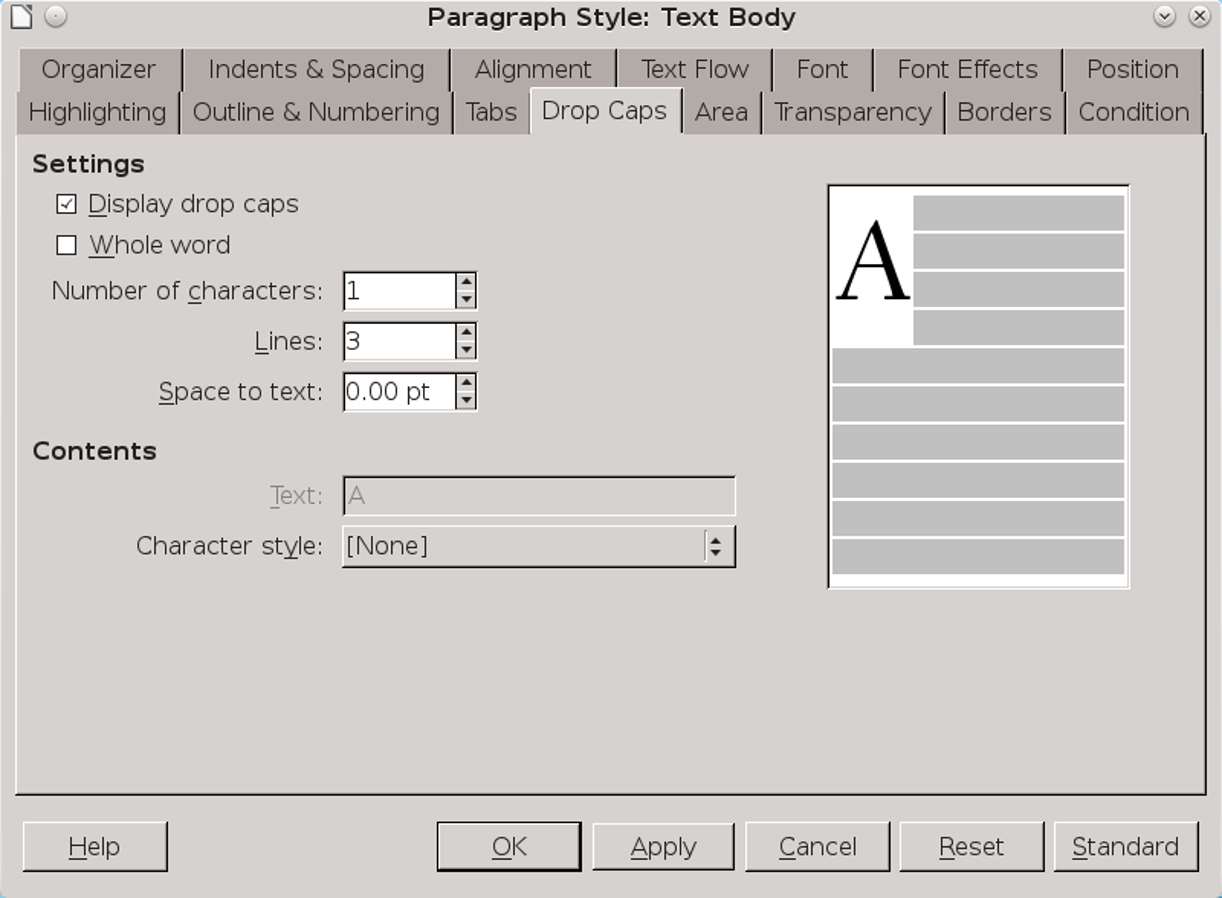 Paragraph Style: Text Body
Organizer Indents & Spacing Alignment Text Flow Font Font Effects Position
Highlighting Outline & Numbering Tabs Drop Caps Area Transparency Borders Condition
Settings
Display drop caps
Whole word
Number of characters: 1
Lines: 3
Space to text: 0.00 pt
A
Contents
Text: A
Character style: [None]
Help OK Apply Cancel Reset Standard